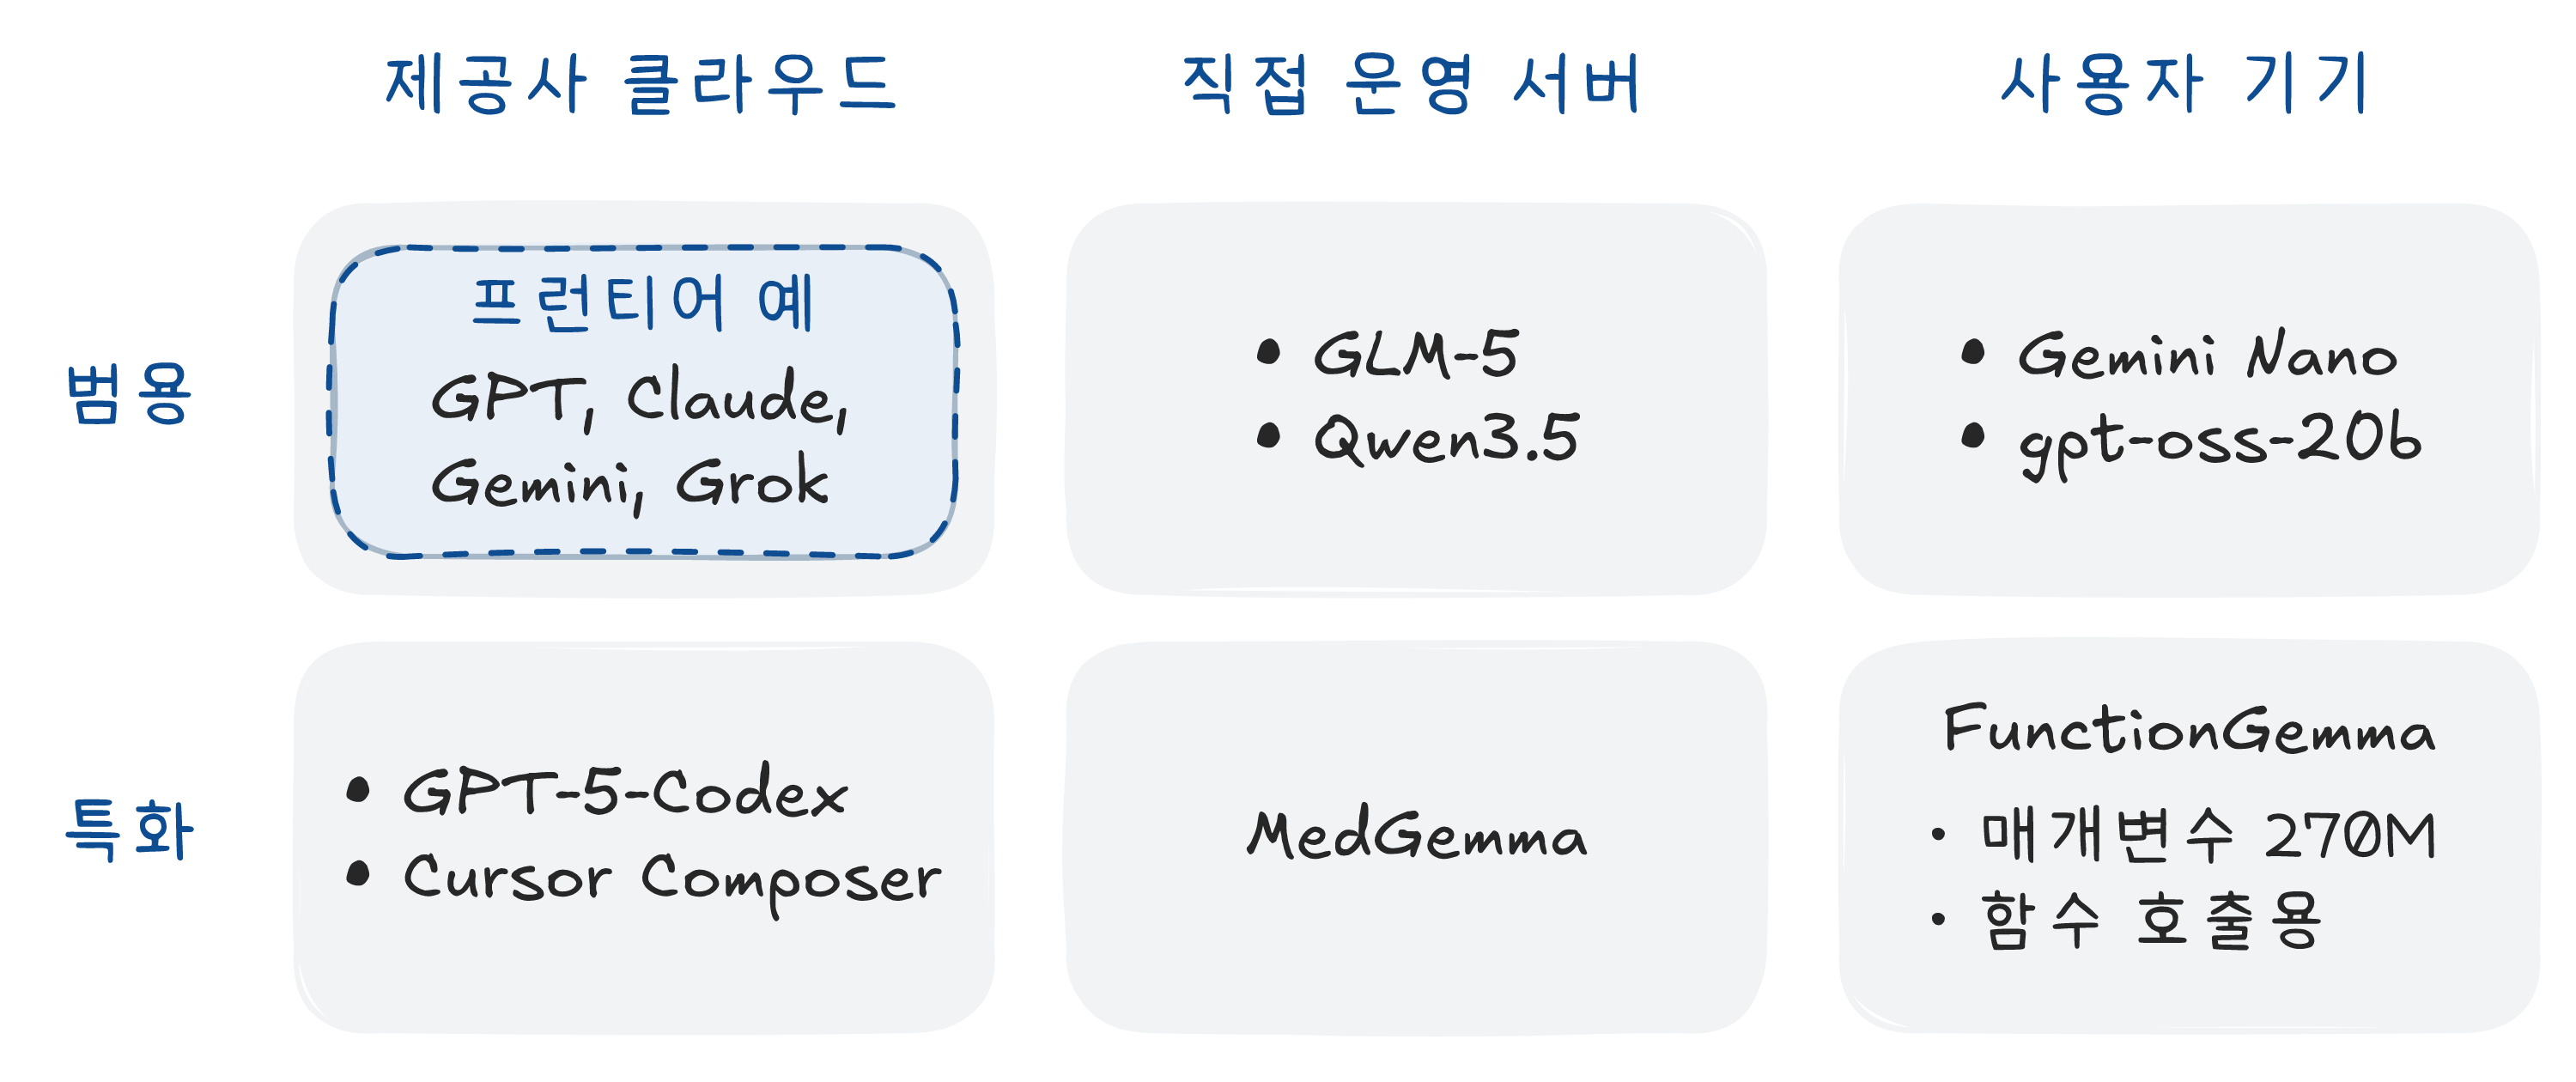 제공사 클라우드
직접 운영 서버
사용자 기기
범용
프런티어 예
GPT, Claude,
Gemini, Grok
• GLM-5
• Qwen3.5
• Gemini Nano
• gpt-oss-20b
특화
• GPT-5-Codex
• Cursor Composer
MedGemma
FunctionGemma
• 매개변수 270M
• 함수 호출용